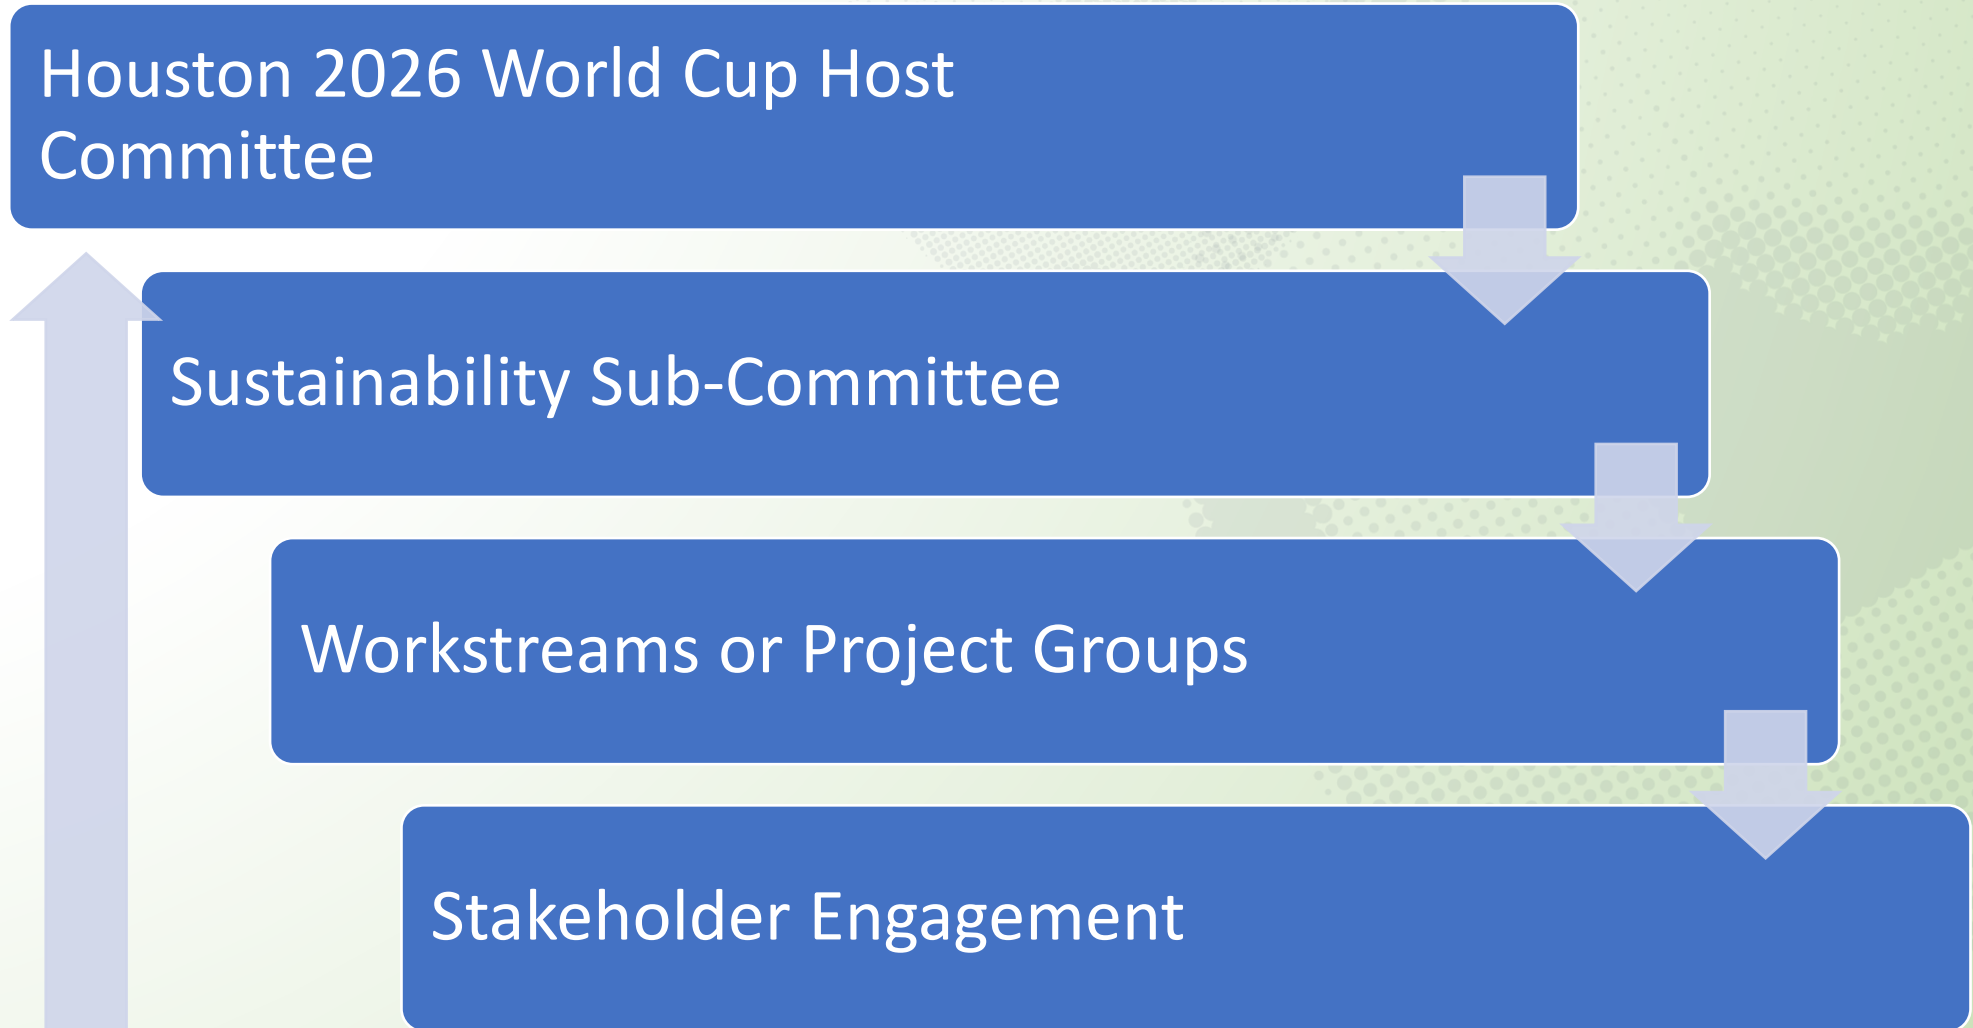 Houston 2026 World Cup Host
Committee
Sustainability Sub-Committee
Workstreams or Project Groups
Stakeholder Engagement